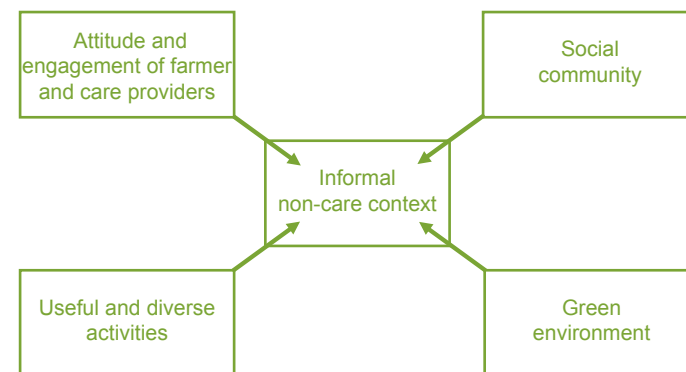 Attitude and
engagement of farmer
and care providers
Social
community
Informal
non-care context
Useful and diverse
activities
Green
environment